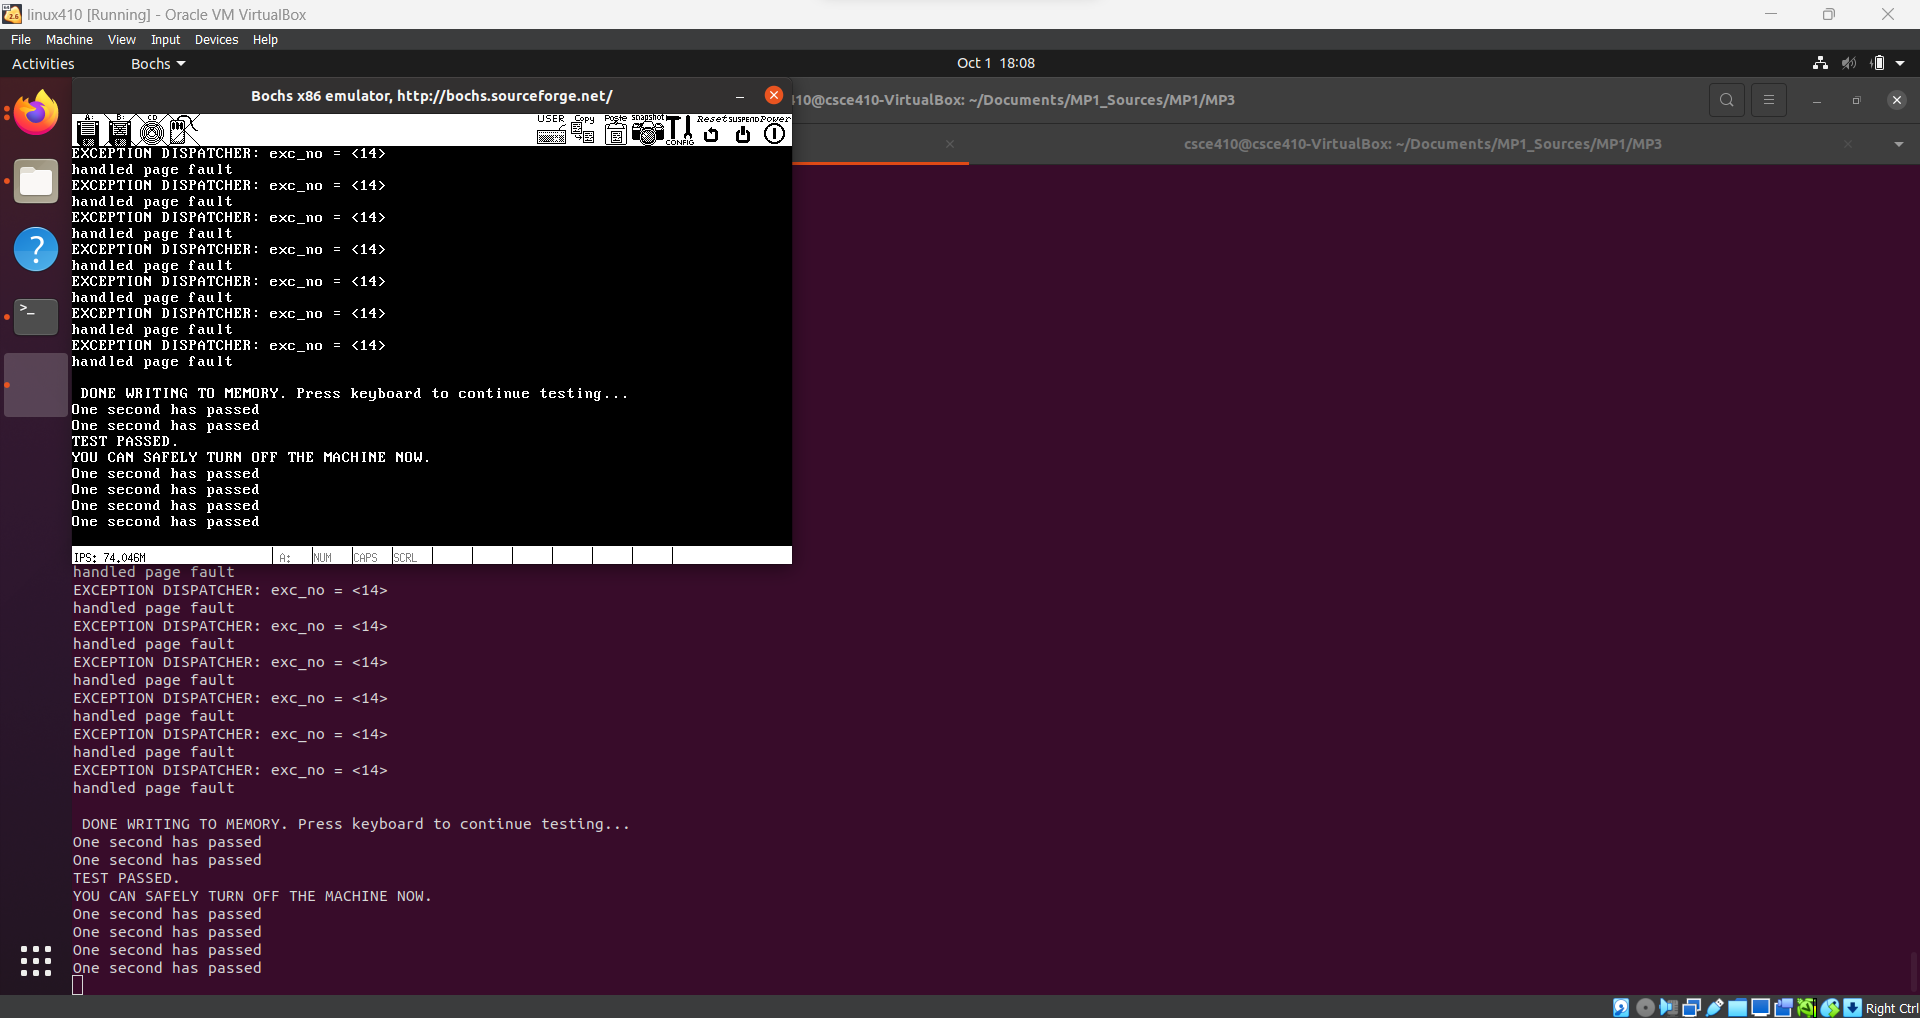 linux410 [Running] - Oracle VM VirtualBox
File Machine View Input Devices Help
Activities Bochs Oct 1 18:08
Bochs x86 emulator, http://bochs.sourceforge.net/
10@csce410-VirtualBox: ~/Documents/MP1_Sources/MP1/MP3
csce410@csce410-VirtualBox: ~/Documents/MP1_Sources/MP1/MP3
A: B: CD USER Copy Paste snapshot CONFIG Reset SUSPEND Power
EXCEPTION DISPATCHER: exc_no = <14>
handled page fault
EXCEPTION DISPATCHER: exc_no = <14>
handled page fault
EXCEPTION DISPATCHER: exc_no = <14>
handled page fault
EXCEPTION DISPATCHER: exc_no = <14>
handled page fault
EXCEPTION DISPATCHER: exc_no = <14>
handled page fault
EXCEPTION DISPATCHER: exc_no = <14>
handled page fault
EXCEPTION DISPATCHER: exc_no = <14>
handled page fault
DONE WRITING TO MEMORY. Press keyboard to continue testing...
One second has passed
One second has passed
TEST PASSED.
YOU CAN SAFELY TURN OFF THE MACHINE NOW.
One second has passed
One second has passed
One second has passed
One second has passed
IPS: 74.046M A: NUM CAPS SCRL
handled page fault
EXCEPTION DISPATCHER: exc_no = <14>
handled page fault
EXCEPTION DISPATCHER: exc_no = <14>
handled page fault
EXCEPTION DISPATCHER: exc_no = <14>
handled page fault
EXCEPTION DISPATCHER: exc_no = <14>
handled page fault
EXCEPTION DISPATCHER: exc_no = <14>
handled page fault
EXCEPTION DISPATCHER: exc_no = <14>
handled page fault
DONE WRITING TO MEMORY. Press keyboard to continue testing...
One second has passed
One second has passed
TEST PASSED.
YOU CAN SAFELY TURN OFF THE MACHINE NOW.
One second has passed
One second has passed
One second has passed
One second has passed
Right Ctrl